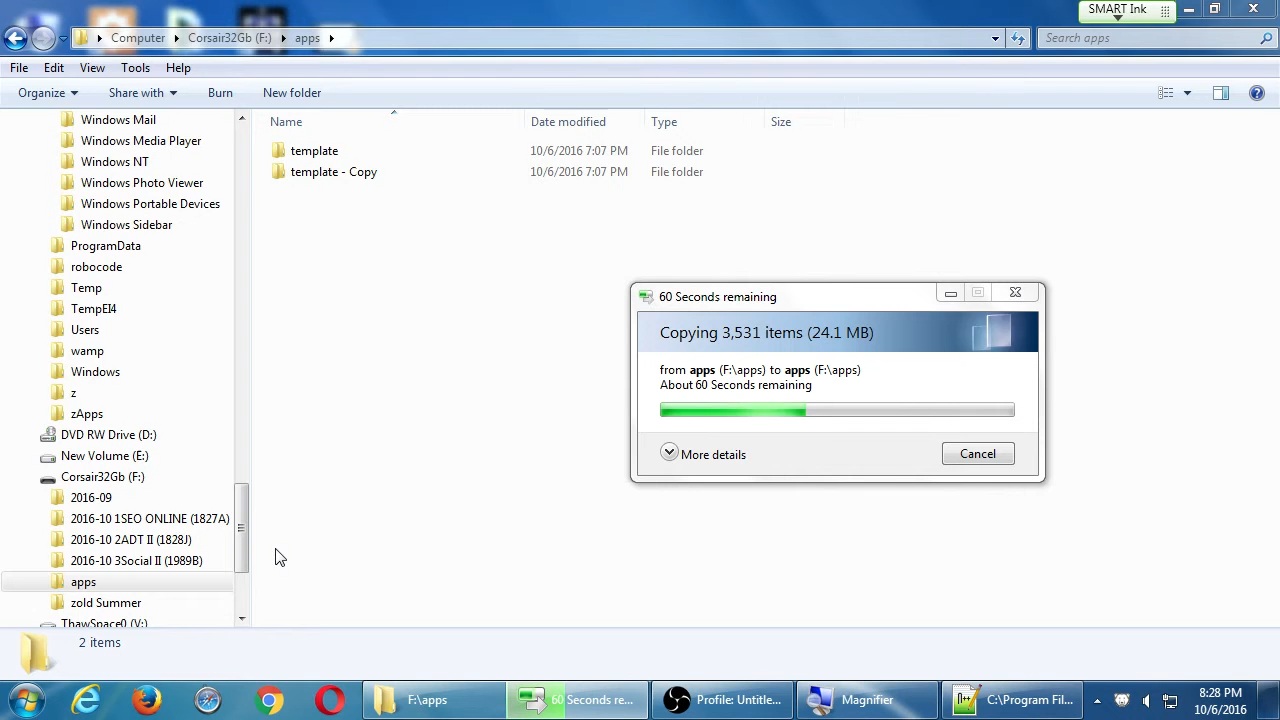 SMART Ink
Computer Corsair32Gb (F:) apps
Search apps
File Edit View Tools Help
Organize Share with Burn New folder
Name Date modified Type Size
Windows Mail
Windows Media Player
Windows NT
Windows Photo Viewer
Windows Portable Devices
Windows Sidebar
ProgramData
robocode
Temp
TempEI4
Users
wamp
Windows
z
zApps
DVD RW Drive (D:)
New Volume (E:)
Corsair32Gb (F:)
2016-09
2016-10 1SEO ONLINE (1827A)
2016-10 2ADT II (1828J)
2016-10 3Social II (1989B)
apps
zold Summer
ThawSpace0 (V:)
template 10/6/2016 7:07 PM File folder
template - Copy 10/6/2016 7:07 PM File folder
60 Seconds remaining
Copying 3,531 items (24.1 MB)
from apps (F:\apps) to apps (F:\apps)
About 60 Seconds remaining
More details
Cancel
2 items
F:\apps
60 Seconds re...
Profile: Untitle...
Magnifier
C:\Program Fil...
8:28 PM
10/6/2016